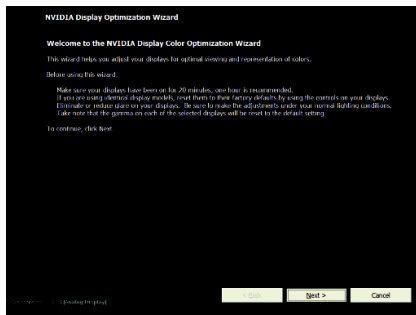 NVIDIA Display Optimization Wizard
Welcome to the NVIDIA Display Color Optimization Wizard
This wizard helps you adjust your displays for optimal viewing and representation of colors.
Before using this wizard.
Make sure your displays have been on for 20 minutes, one hour is recommended.
If you are using identical display models, reset them to their factory defaults by using the controls on your displays
Eliminate or reduce glare on your displays. Be sure to make the adjustments under your normal lighting conditions.
Take note that the gamma on each of the selected displays will be reset to the default setting
To continue, click Next.
Next >
Cancel
(Analog Display)